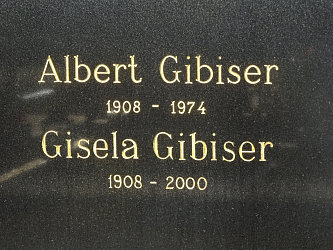 Albert Gibiser
1908 - 1974
Gisela Gibiser
1908 - 2000